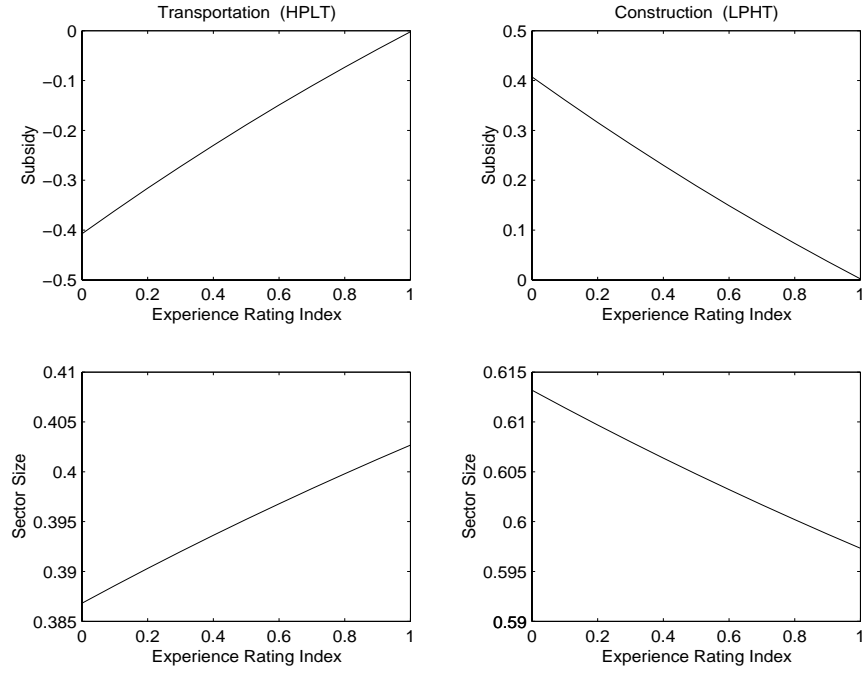 Transportation (HPLT)
0
−0.1
−0.2
−0.3
−0.4
−0.5
Subsidy
0 0.2 0.4 0.6 0.8 1
Experience Rating Index
Construction (LPHT)
0.5
0.4
0.3
0.2
0.1
0
Subsidy
0 0.2 0.4 0.6 0.8 1
Experience Rating Index
0.41
0.405
0.4
0.395
0.39
0.385
Sector Size
0 0.2 0.4 0.6 0.8 1
Experience Rating Index
0.615
0.61
0.605
0.6
0.595
0.59
Sector Size
0 0.2 0.4 0.6 0.8 1
Experience Rating Index